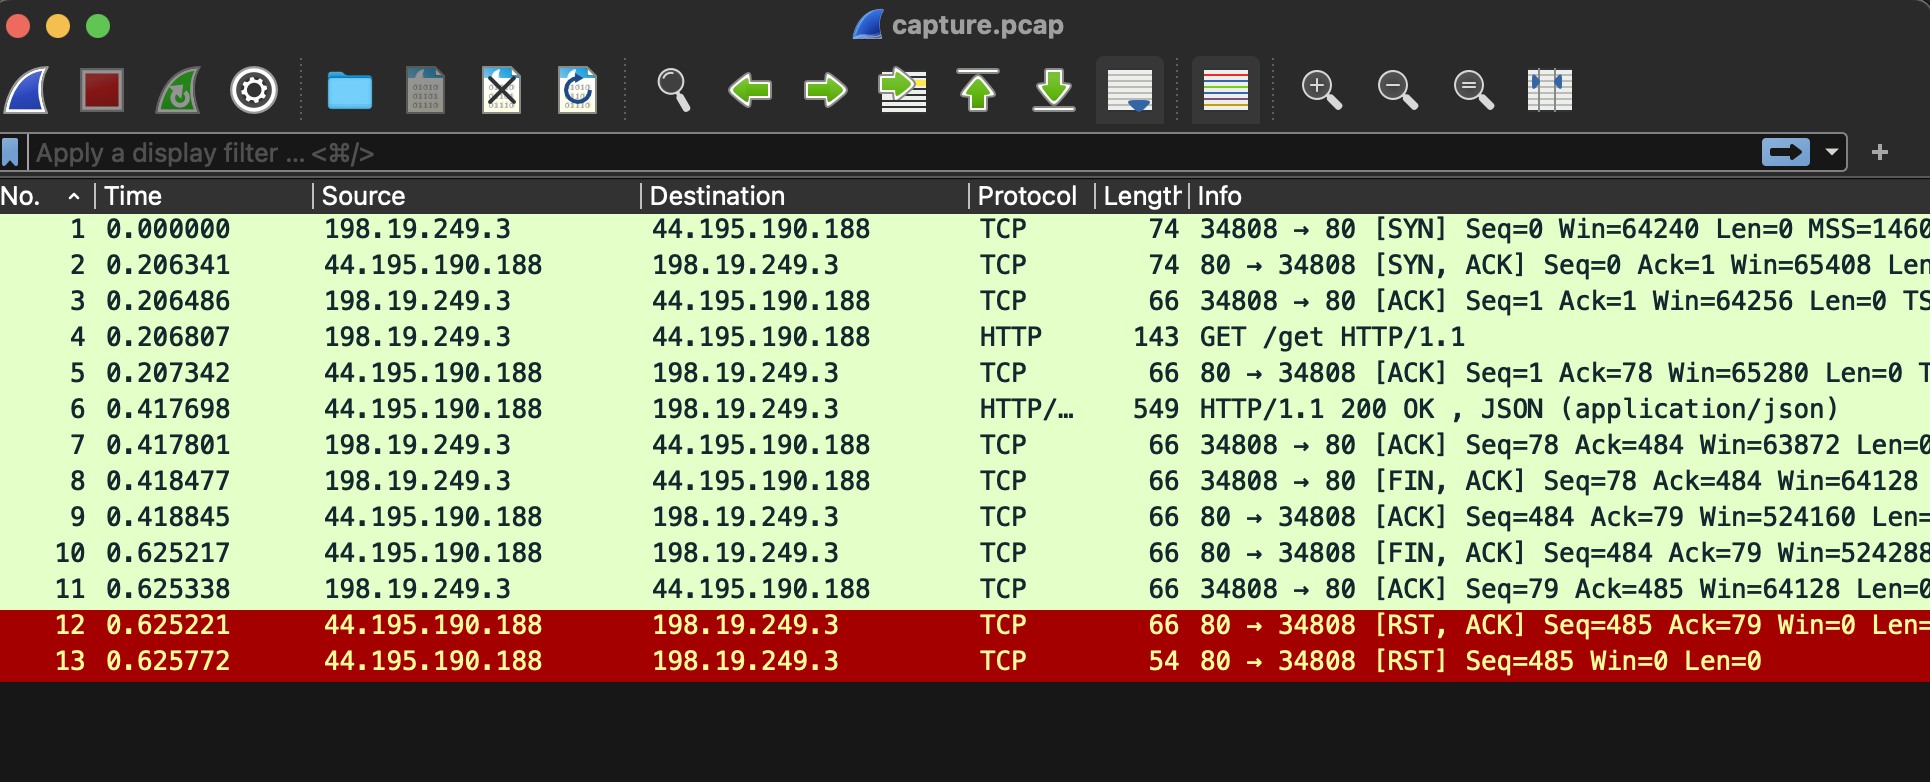 capture.pcap
Apply a display filter ... <⌘/>
No. Time Source Destination Protocol Length Info
1 0.000000 198.19.249.3 44.195.190.188 TCP 74 34808 → 80 [SYN] Seq=0 Win=64240 Len=0 MSS=1460
2 0.206341 44.195.190.188 198.19.249.3 TCP 74 80 → 34808 [SYN, ACK] Seq=0 Ack=1 Win=65408 Len
3 0.206486 198.19.249.3 44.195.190.188 TCP 66 34808 → 80 [ACK] Seq=1 Ack=1 Win=64256 Len=0 TS
4 0.206807 198.19.249.3 44.195.190.188 HTTP 143 GET /get HTTP/1.1
5 0.207342 44.195.190.188 198.19.249.3 TCP 66 80 → 34808 [ACK] Seq=1 Ack=78 Win=65280 Len=0 T
6 0.417698 44.195.190.188 198.19.249.3 HTTP/… 549 HTTP/1.1 200 OK , JSON (application/json)
7 0.417801 198.19.249.3 44.195.190.188 TCP 66 34808 → 80 [ACK] Seq=78 Ack=484 Win=63872 Len=0
8 0.418477 198.19.249.3 44.195.190.188 TCP 66 34808 → 80 [FIN, ACK] Seq=78 Ack=484 Win=64128
9 0.418845 44.195.190.188 198.19.249.3 TCP 66 80 → 34808 [ACK] Seq=484 Ack=79 Win=524160 Len=
10 0.625217 44.195.190.188 198.19.249.3 TCP 66 80 → 34808 [FIN, ACK] Seq=484 Ack=79 Win=524288
11 0.625338 198.19.249.3 44.195.190.188 TCP 66 34808 → 80 [ACK] Seq=79 Ack=485 Win=64128 Len=0
12 0.625221 44.195.190.188 198.19.249.3 TCP 66 80 → 34808 [RST, ACK] Seq=485 Ack=79 Win=0 Len=
13 0.625772 44.195.190.188 198.19.249.3 TCP 54 80 → 34808 [RST] Seq=485 Win=0 Len=0